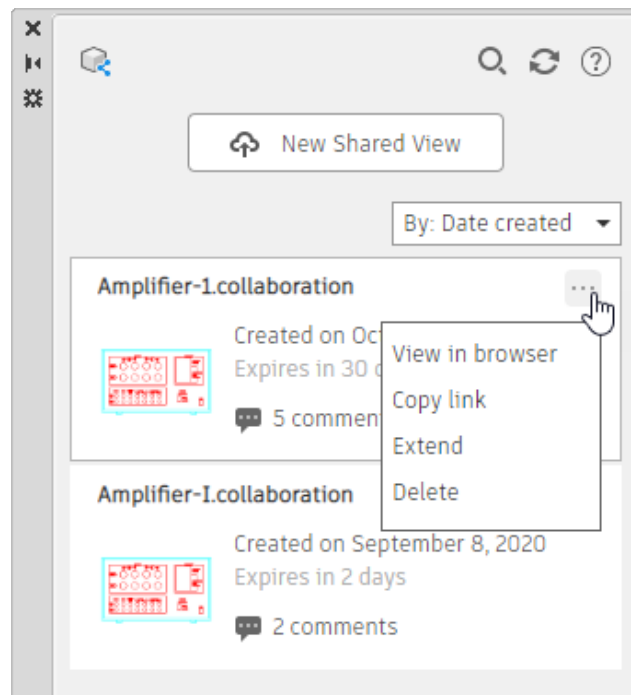 New Shared View
By: Date created
Amplifier-1.collaboration
Created on Oc
Expires in 30 d
5 commen
View in browser
Copy link
Extend
Delete
Amplifier-I.collaboration
Created on September 8, 2020
Expires in 2 days
2 comments